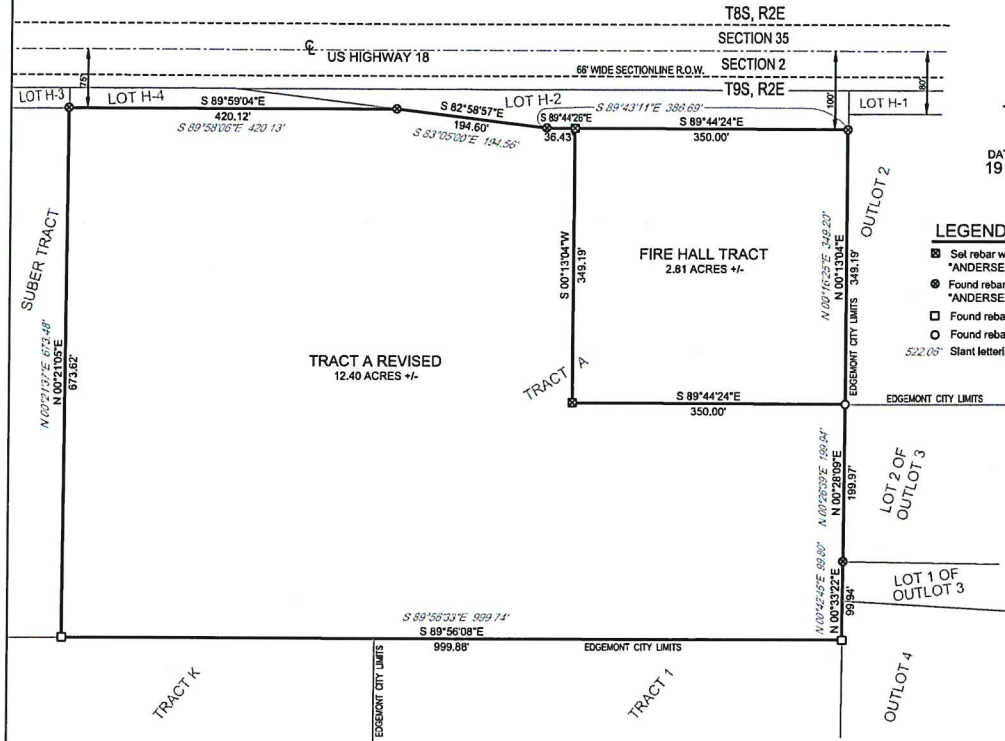 T8S, R2E
SECTION 35
℄
US HIGHWAY 18
SECTION 2
66' WIDE SECTIONLINE R.O.W.
T9S, R2E
75'
100'
80'
LOT H-3
LOT H-4
LOT H-2
LOT H-1
S 89°59'04"E
420.12'
S 89°58'06"E 420.13'
S 82°58'57"E
194.60'
S 83°05'00"E 194.56'
S 89°43'11"E 386.69'
S 89°44'26"E
36.43'
S 89°44'24"E
350.00'
DAT
19
OUTLOT 2
SUBER TRACT
FIRE HALL TRACT
2.81 ACRES +/-
S 00°13'04"W
349.19'
N 00°16'25"E 349.20'
N 00°13'04"E
349.19'
EDGEMONT CITY LIMITS
LEGEND
Set rebar w
"ANDERSE
Found rebar
"ANDERSE
Found reba
Found reba
522.06' Slant letteri
N 00°21'37"E 673.48'
N 00°21'05"E
673.62'
TRACT A REVISED
12.40 ACRES +/-
TRACT A
S 89°44'24"E
350.00'
EDGEMONT CITY LIMITS
N 00°26'39"E 199.94'
N 00°28'09"E
199.97'
LOT 2 OF
OUTLOT 3
N 00°42'45"E 99.80'
N 00°33'22"E
99.94'
LOT 1 OF
OUTLOT 3
S 89°56'33"E 999.74'
S 89°56'08"E
999.88'
EDGEMONT CITY LIMITS
TRACT K
EDGEMONT CITY LIMITS
TRACT 1
OUTLOT 4